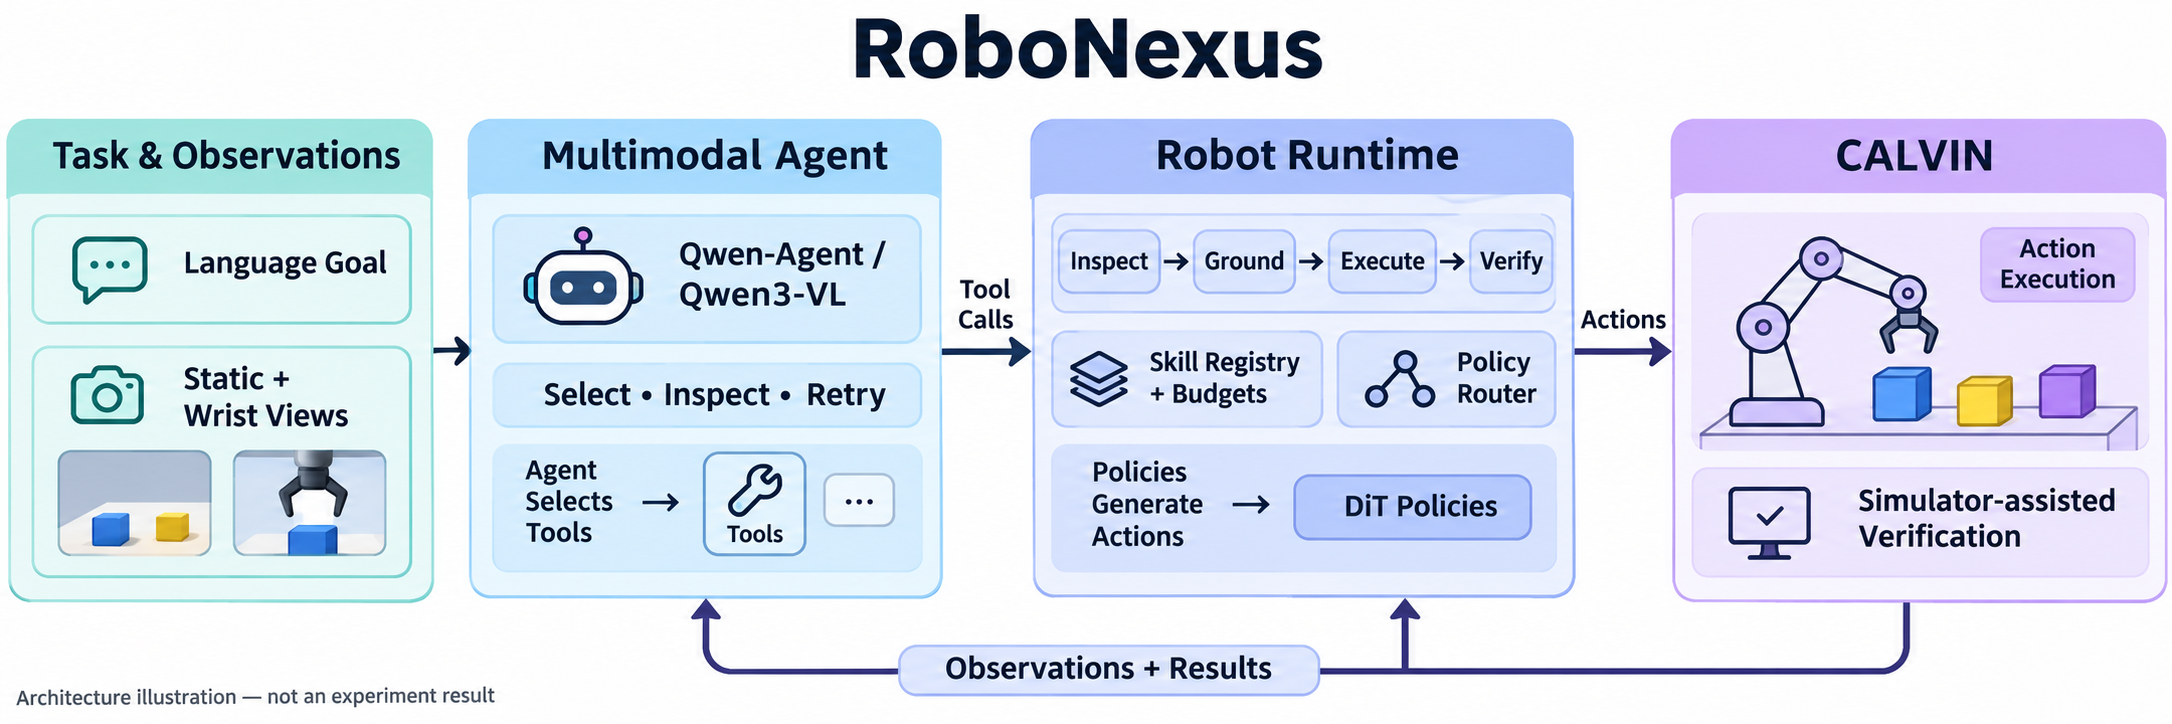 RoboNexus
Task & Observations
Language Goal
Static +
Wrist Views
Multimodal Agent
Qwen-Agent /
Qwen3-VL
Select • Inspect • Retry
Agent
Selects
Tools
Tools
...
Tool
Calls
Robot Runtime
Inspect
Ground
Execute
Verify
Skill Registry
+ Budgets
Policy
Router
Policies
Generate
Actions
DiT Policies
Actions
CALVIN
Action
Execution
Simulator-assisted
Verification
Observations + Results
Architecture illustration — not an experiment result